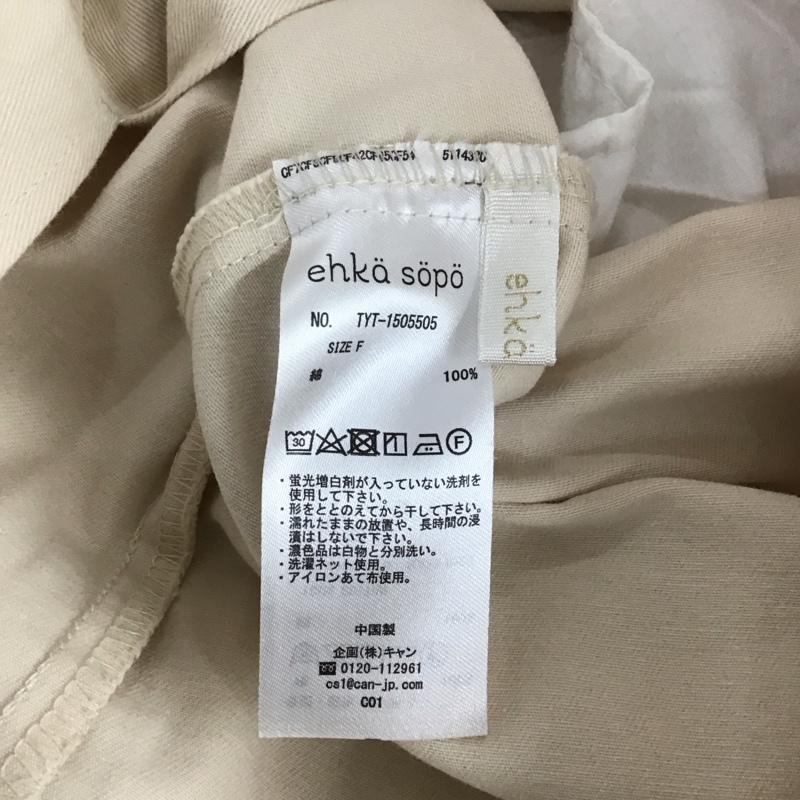 ehkä söpö
ehkä
NO. TYT-1505505
SIZE F
綿 100%
30
F
・蛍光増白剤が入っていない洗剤を
使用して下さい。
・形をととのえてから干して下さい。
・濡れたままの放置や、長時間の浸
漬はしないで下さい。
・濃色品は白物と分別洗い。
・洗濯ネット使用。
・アイロンあて布使用。
中国製
企画(株)キャン
0120-112961
cs1@can-jp.com
C01